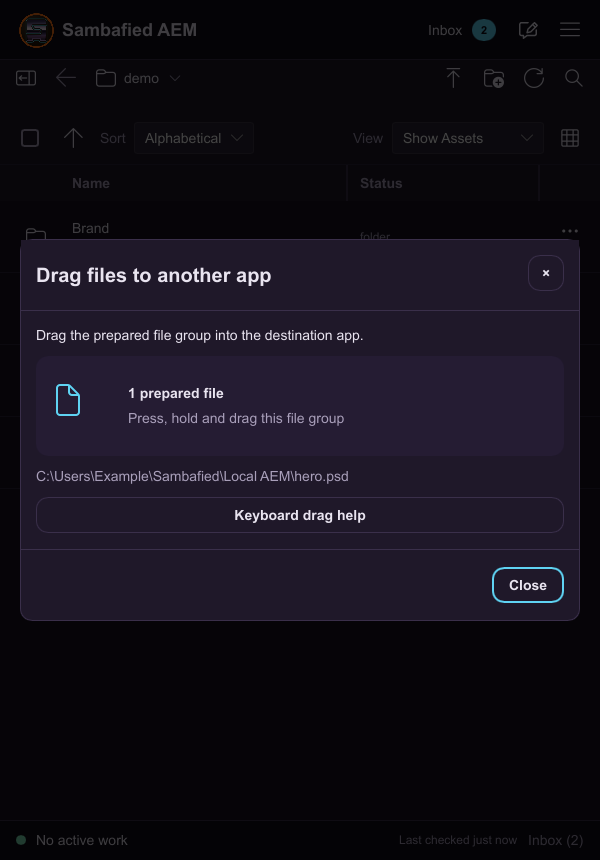 Sambafied AEM
Inbox 2
demo
Sort Alphabetical View Show Assets
Name Status
Brand
folder
Drag files to another app
×
Drag the prepared file group into the destination app.
1 prepared file
Press, hold and drag this file group
C:\Users\Example\Sambafied\Local AEM\hero.psd
Keyboard drag help
Close
No active work Last checked just now Inbox (2)